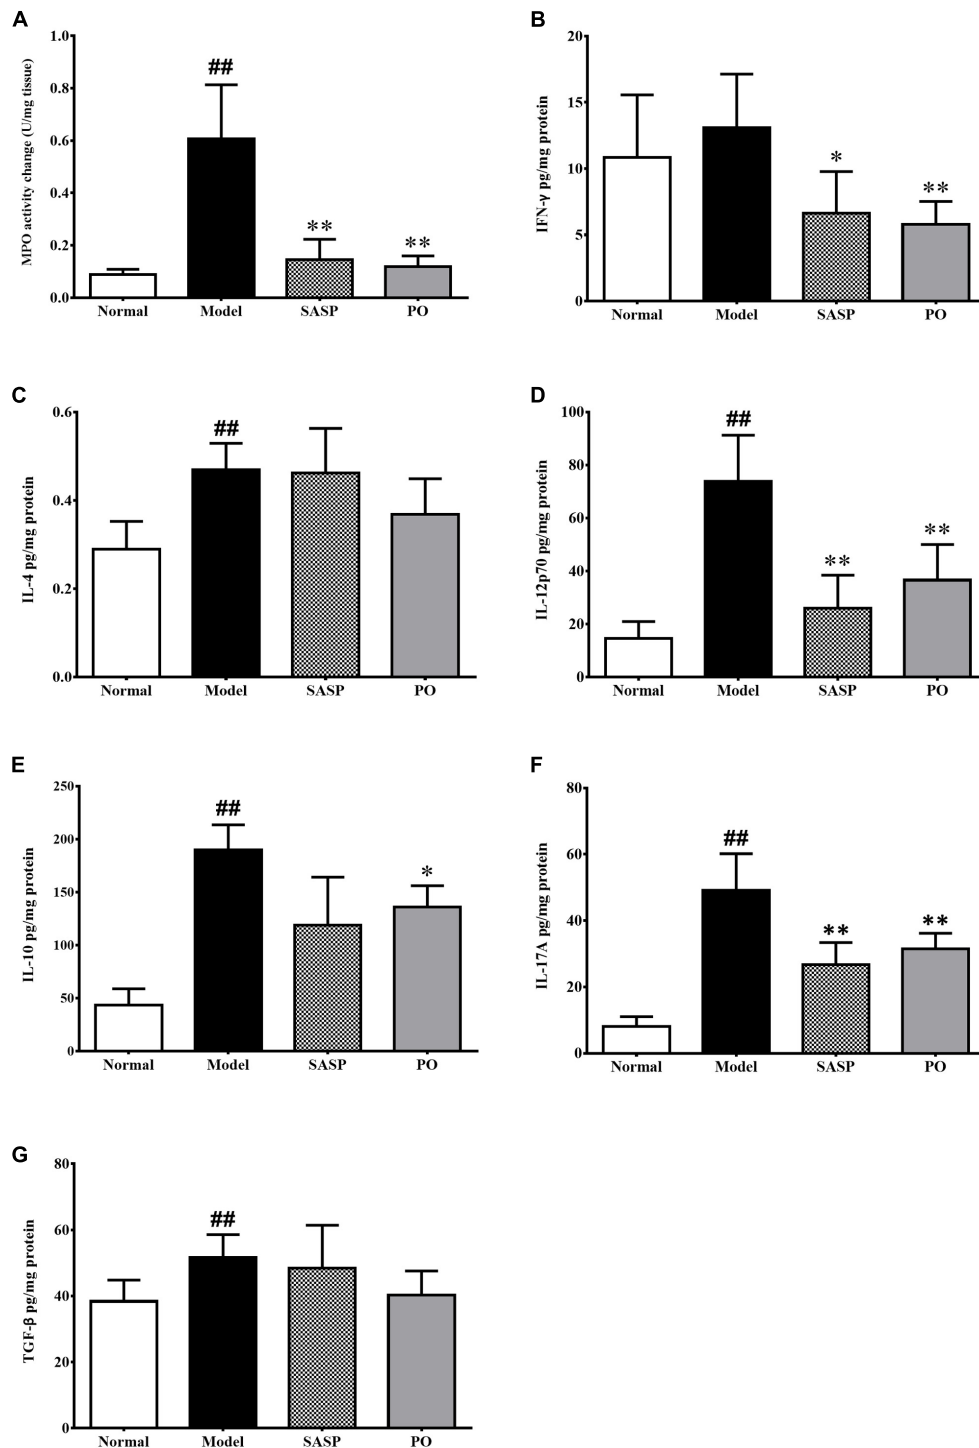 A
MPO activity change (U/mg tissue)
1.0
0.8
0.6
0.4
0.2
0.0
##
**
**
Normal Model SASP PO
B
IFN-γ pg/mg protein
20
15
10
5
0
*
**
Normal Model SASP PO
C
IL-4 pg/mg protein
0.6
0.4
0.2
0.0
##
Normal Model SASP PO
D
IL-12p70 pg/mg protein
100
80
60
40
20
0
##
**
**
Normal Model SASP PO
E
IL-10 pg/mg protein
250
200
150
100
50
0
##
*
Normal Model SASP PO
F
IL-17A pg/mg protein
80
60
40
20
0
##
**
**
Normal Model SASP PO
G
TGF-β pg/mg protein
80
60
40
20
0
##
Normal Model SASP PO